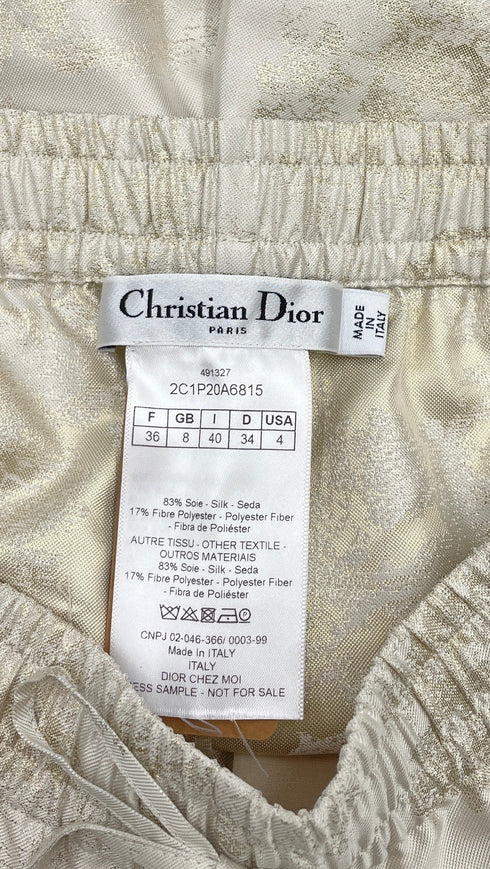 Christian Dior
PARIS
MADE
IN
ITALY
491327
2C1P20A6815
F GB I D USA
36 8 40 34 4
83% Soie - Silk - Seda
17% Fibre Polyester - Polyester Fiber
- Fibra de Poliéster
AUTRE TISSU - OTHER TEXTILE -
OUTROS MATERIAIS
83% Soie - Silk - Seda
17% Fibre Polyester - Polyester Fiber
- Fibra de Poliéster
CNPJ 02-046-366/ 0003-99
Made In ITALY
ITALY
DIOR CHEZ MOI
ESS SAMPLE - NOT FOR SALE